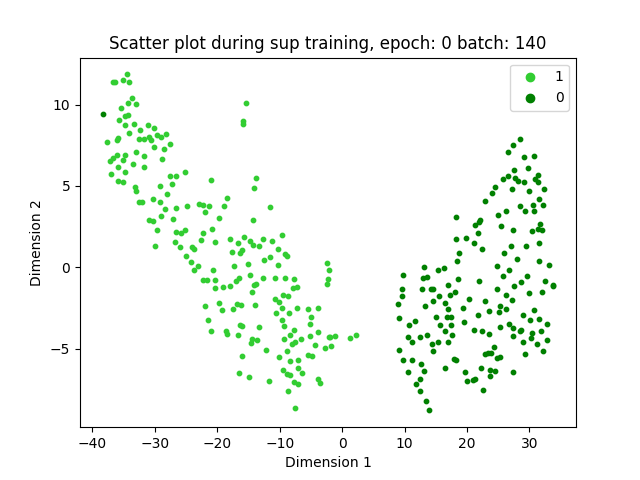 Scatter plot during sup training, epoch: 0 batch: 140
1
0
10
5
0
−5
Dimension 2
−40 −30 −20 −10 0 10 20 30
Dimension 1